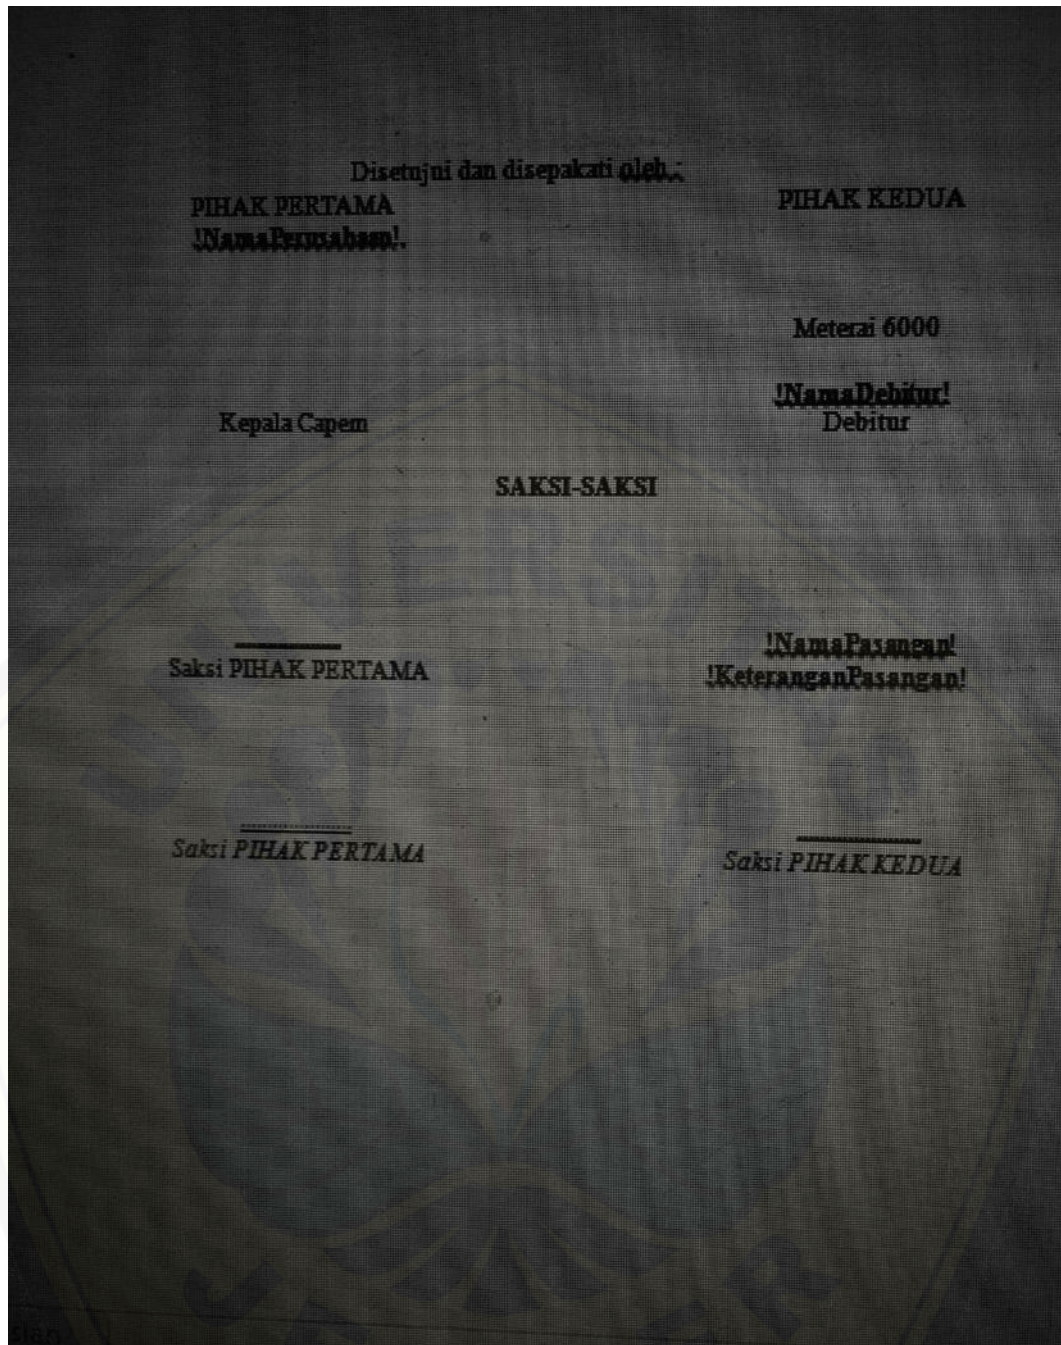 Disetujui dan disepakati oleh :
PIHAK PERTAMA
PIHAK KEDUA
!NamaPerusahaan!.
Meterai 6000
!NamaDebitur!
Kepala Capem
Debitur
SAKSI-SAKSI
UNIVERSITAS
!NamaPasangan!
Saksi PIHAK PERTAMA
!KeteranganPasangan!
Saksi PIHAK PERTAMA
Saksi PIHAK KEDUA